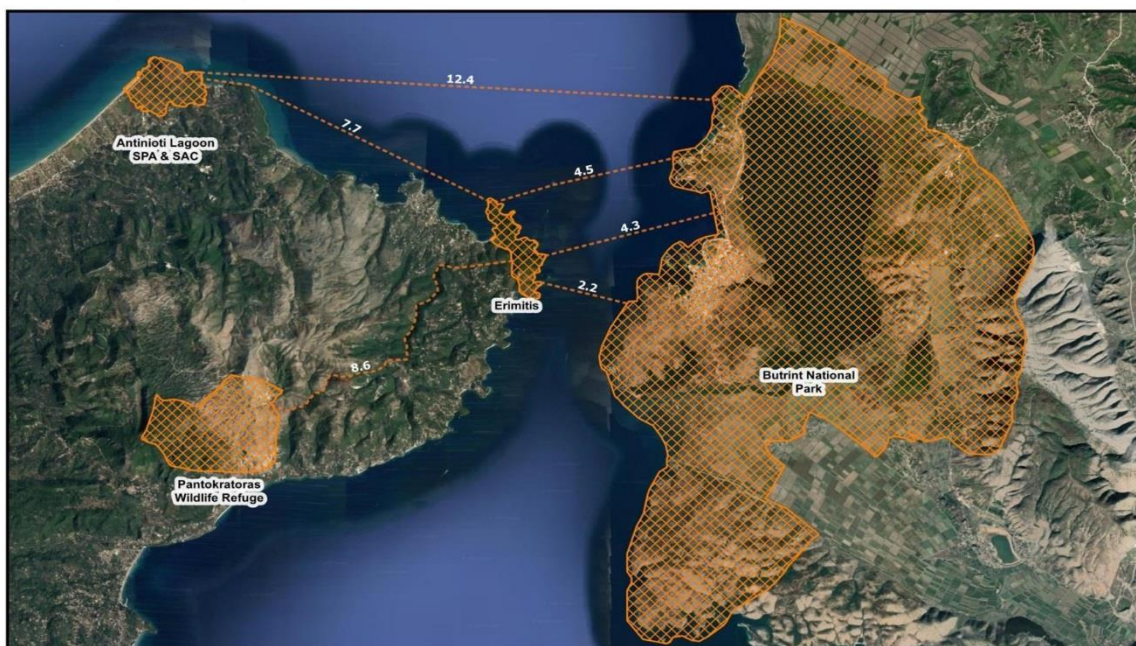 12.4
Antinioti Lagoon
SPA & SAC
7.7
4.5
4.3
2.2
Erimitis
8.6
Butrint National
Park
Pantokratoras
Wildlife Refuge